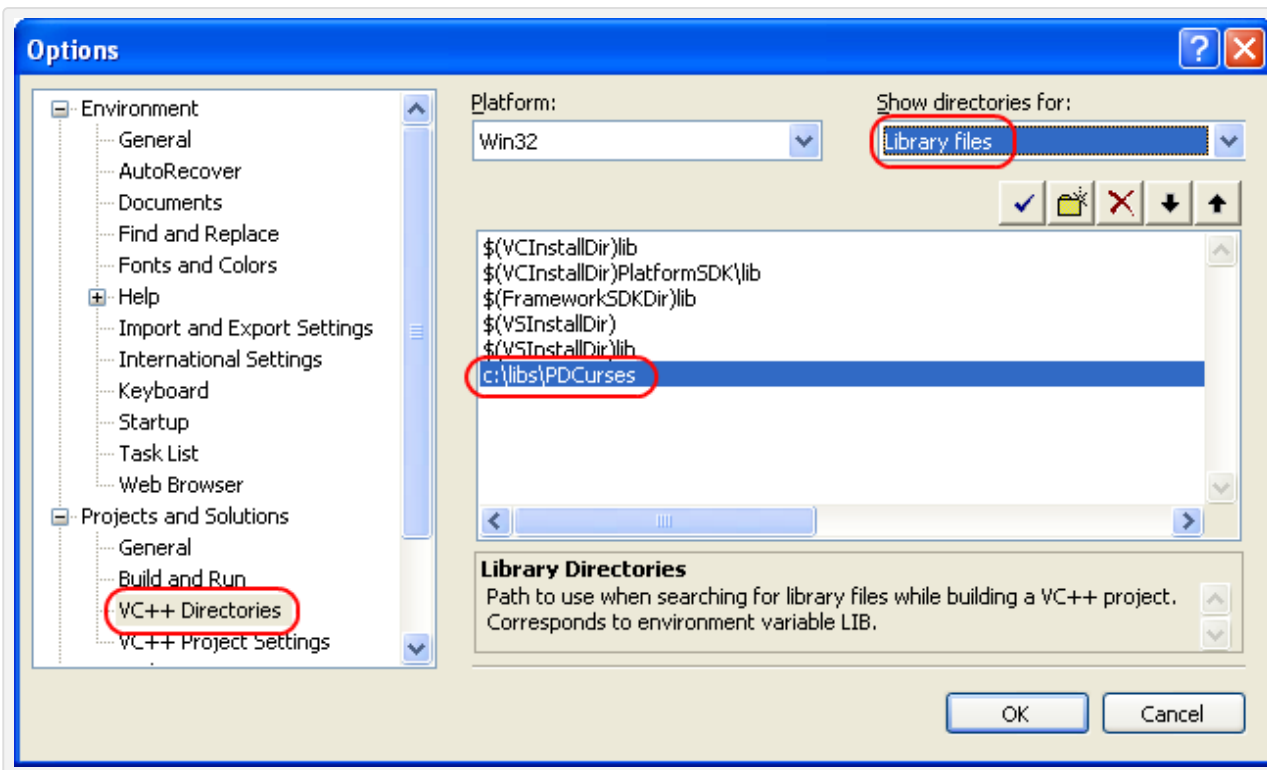 Options
Environment
General
AutoRecover
Documents
Find and Replace
Fonts and Colors
Help
Import and Export Settings
International Settings
Keyboard
Startup
Task List
Web Browser
Projects and Solutions
General
Build and Run
VC++ Directories
VC++ Project Settings
Platform:
Win32
Show directories for:
Library files
$(VCInstallDir)lib
$(VCInstallDir)PlatformSDK\lib
$(FrameworkSDKDir)lib
$(VSInstallDir)
$(VSInstallDir)lib
c:\libs\PDCurses
Library Directories
Path to use when searching for library files while building a VC++ project.
Corresponds to environment variable LIB.
OK
Cancel